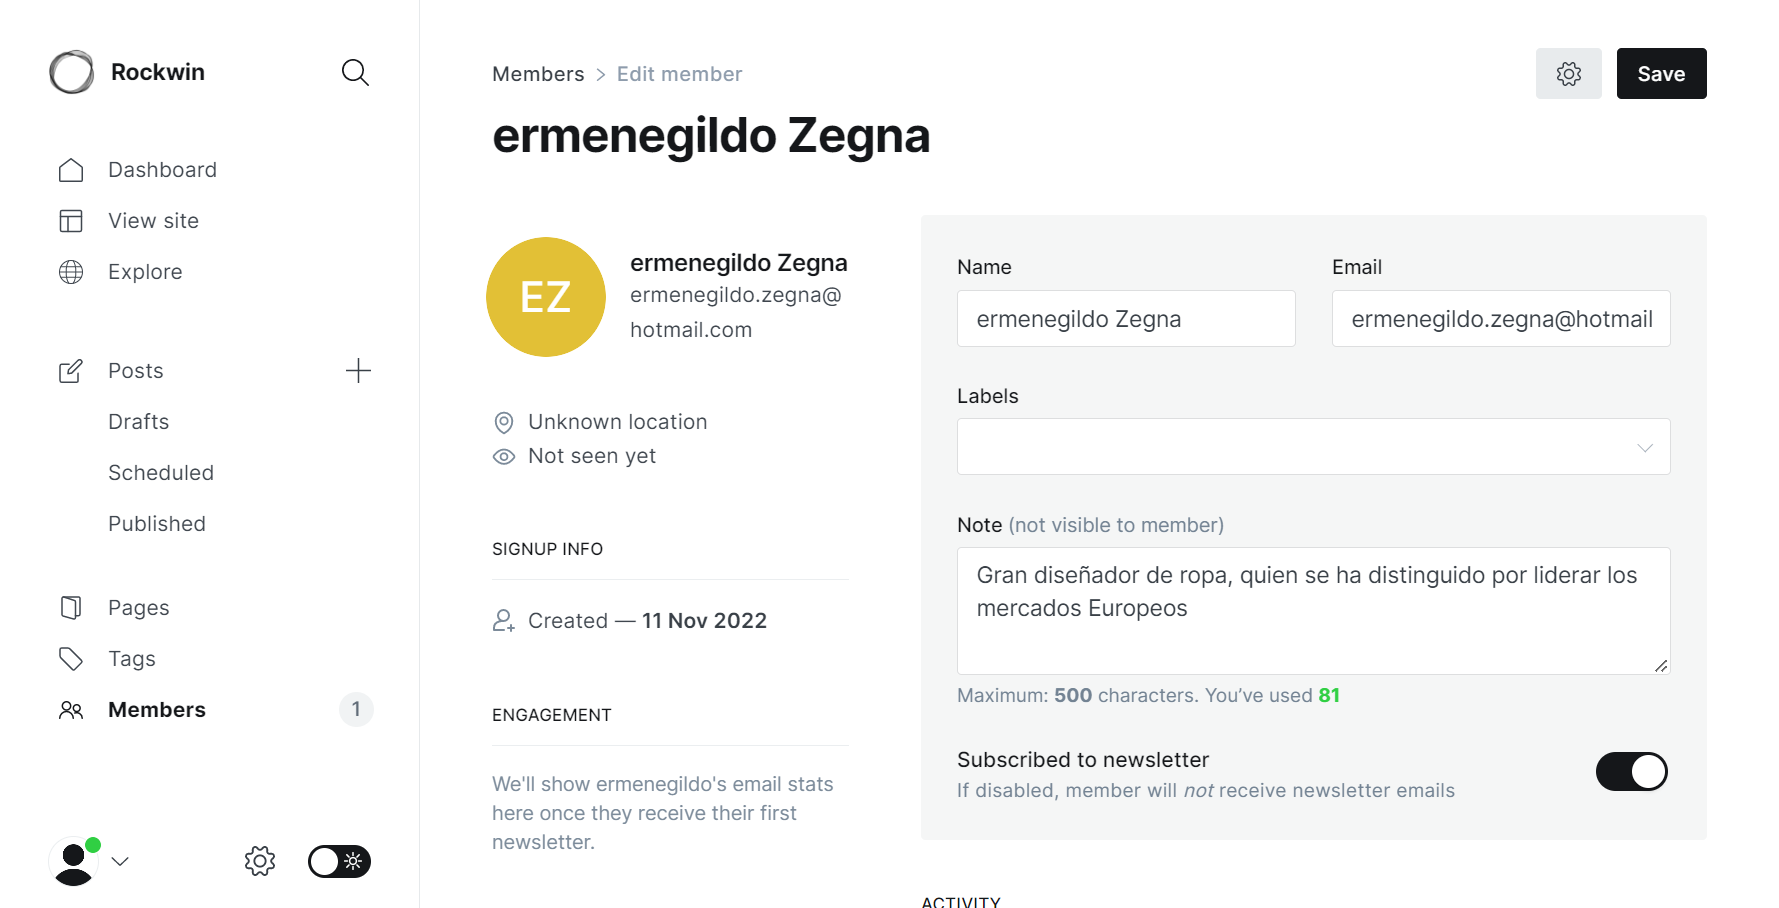 Rockwin
Dashboard
View site
Explore
Posts
Drafts
Scheduled
Published
Pages
Tags
Members
1
Members > Edit member
Save
ermenegildo Zegna
EZ
ermenegildo Zegna
ermenegildo.zegna@
hotmail.com
Unknown location
Not seen yet
SIGNUP INFO
Created — 11 Nov 2022
ENGAGEMENT
We'll show ermenegildo's email stats
here once they receive their first
newsletter.
Name
ermenegildo Zegna
Email
ermenegildo.zegna@hotmail
Labels
Note (not visible to member)
Gran diseñador de ropa, quien se ha distinguido por liderar los
mercados Europeos
Maximum: 500 characters. You’ve used 81
Subscribed to newsletter
If disabled, member will not receive newsletter emails
ACTIVITY